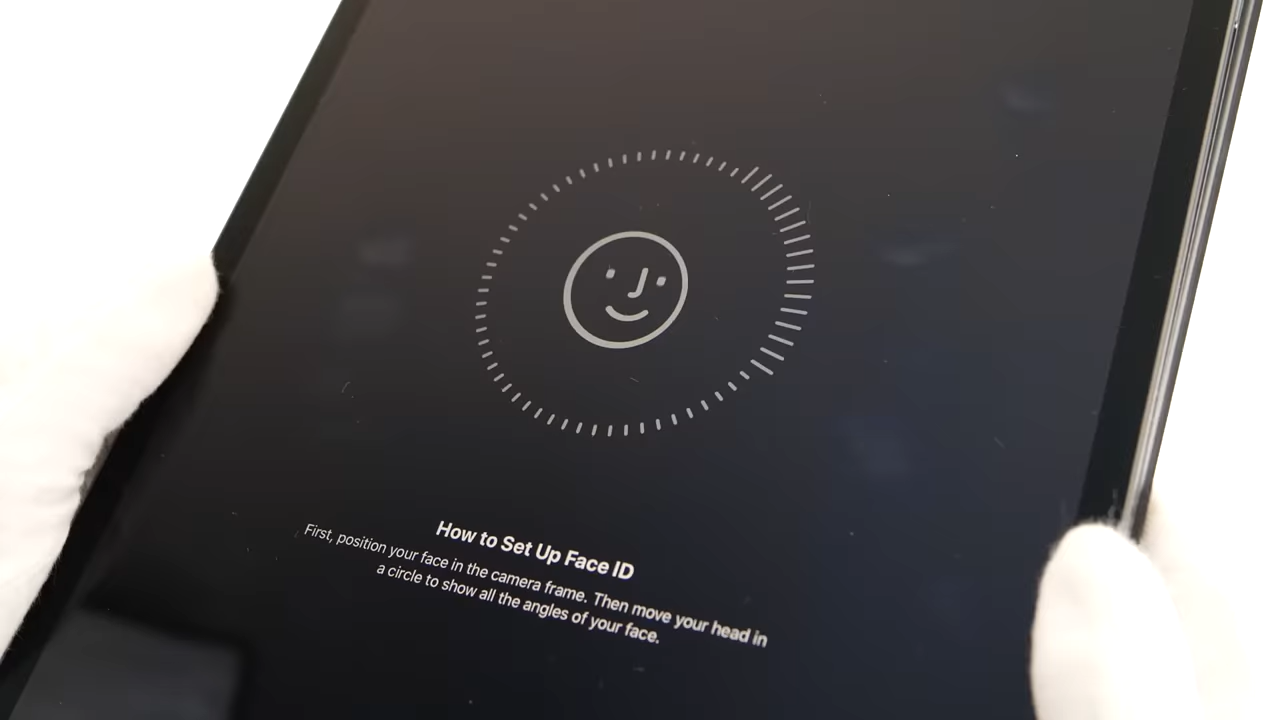 How to Set Up Face ID
First, position your face in the camera frame. Then move your head in
a circle to show all the angles of your face.